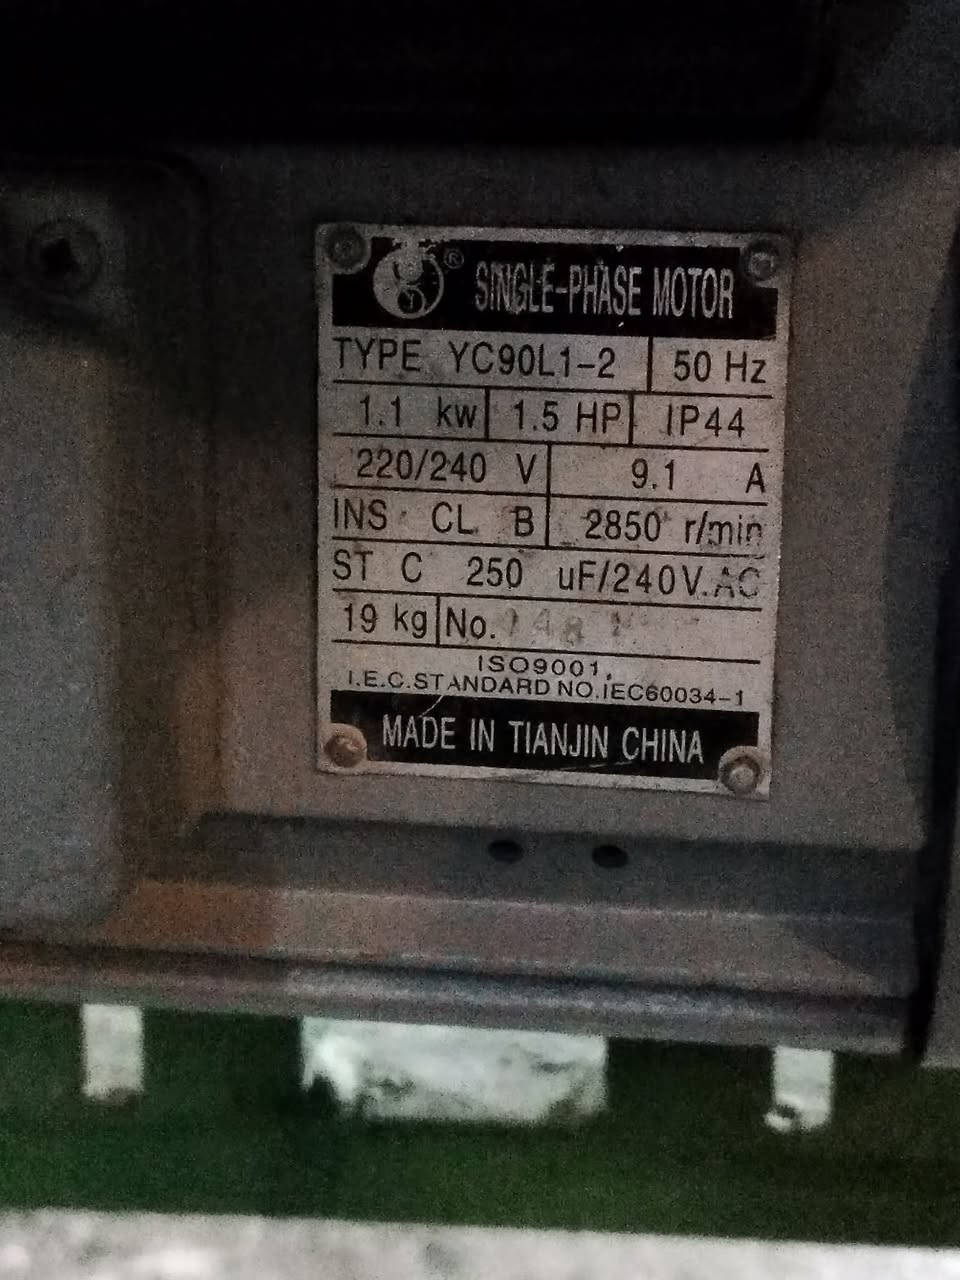 ® SINGLE-PHASE MOTOR
TYPE YC90L1-2 50 Hz
1.1 kw 1.5 HP IP44
220/240 V 9.1 A
INS CL B 2850 r/min
ST C 250 uF/240V.AC
19 kg No.
ISO9001,
I.E.C.STANDARD NO.IEC60034-1
MADE IN TIANJIN CHINA